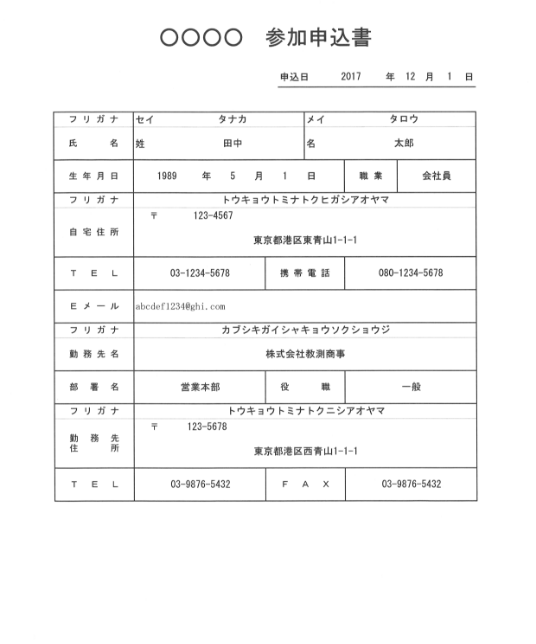 〇〇〇〇 参加申込書
申込日 2017 年 12 月 1 日
フリガナ セイ タナカ メイ タロウ
氏名 姓 田中 名 太郎
生年月日 1989 年 5 月 1 日 職業 会社員
フリガナ トウキョウトミナトクヒガシアオヤマ
〒 123-4567
自宅住所
東京都港区東青山1-1-1
TEL 03-1234-5678 携帯電話 080-1234-5678
Eメール abcdef1234@ghi.com
フリガナ カブシキガイシャキョウソクショウジ
勤務先名 株式会社教測商事
部署名 営業本部 役職 一般
フリガナ トウキョウトミナトクニシアオヤマ
〒 123-5678
勤務先
住所
東京都港区西青山1-1-1
TEL 03-9876-5432 FAX 03-9876-5432